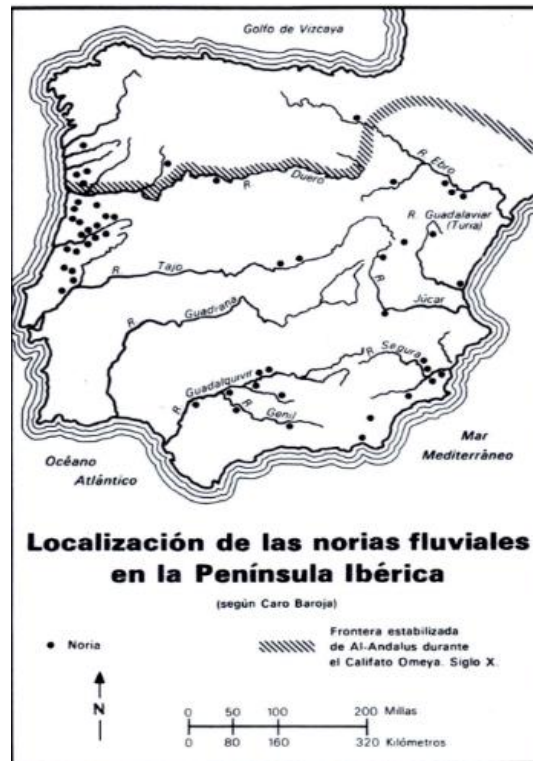 Golfo de Vizcaya
R. Ebro
R. Duero
R. Guadalaviar
(Turia)
R. Tajo
R. Guadiana
Júcar
R.
R. Segura
R. Guadalquivir
R. Genil
Mar
Mediterráneo
Océano
Atlántico
Localización de las norias fluviales
en la Península Ibérica
(según Caro Baroja)
Noria
Frontera estabilizada
de Al-Andalus durante
el Califato Omeya. Siglo X.
N
0 50 100 200 Millas
0 80 160 320 Kilómetros